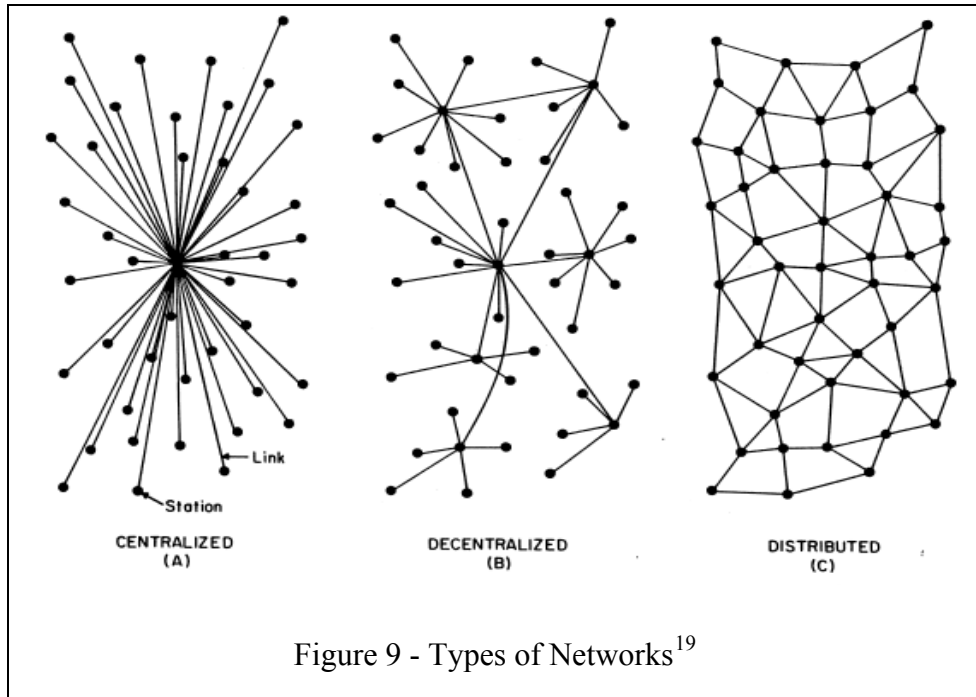 Link
Station
CENTRALIZED
(A)
DECENTRALIZED
(B)
DISTRIBUTED
(C)
Figure 9 - Types of Networks19